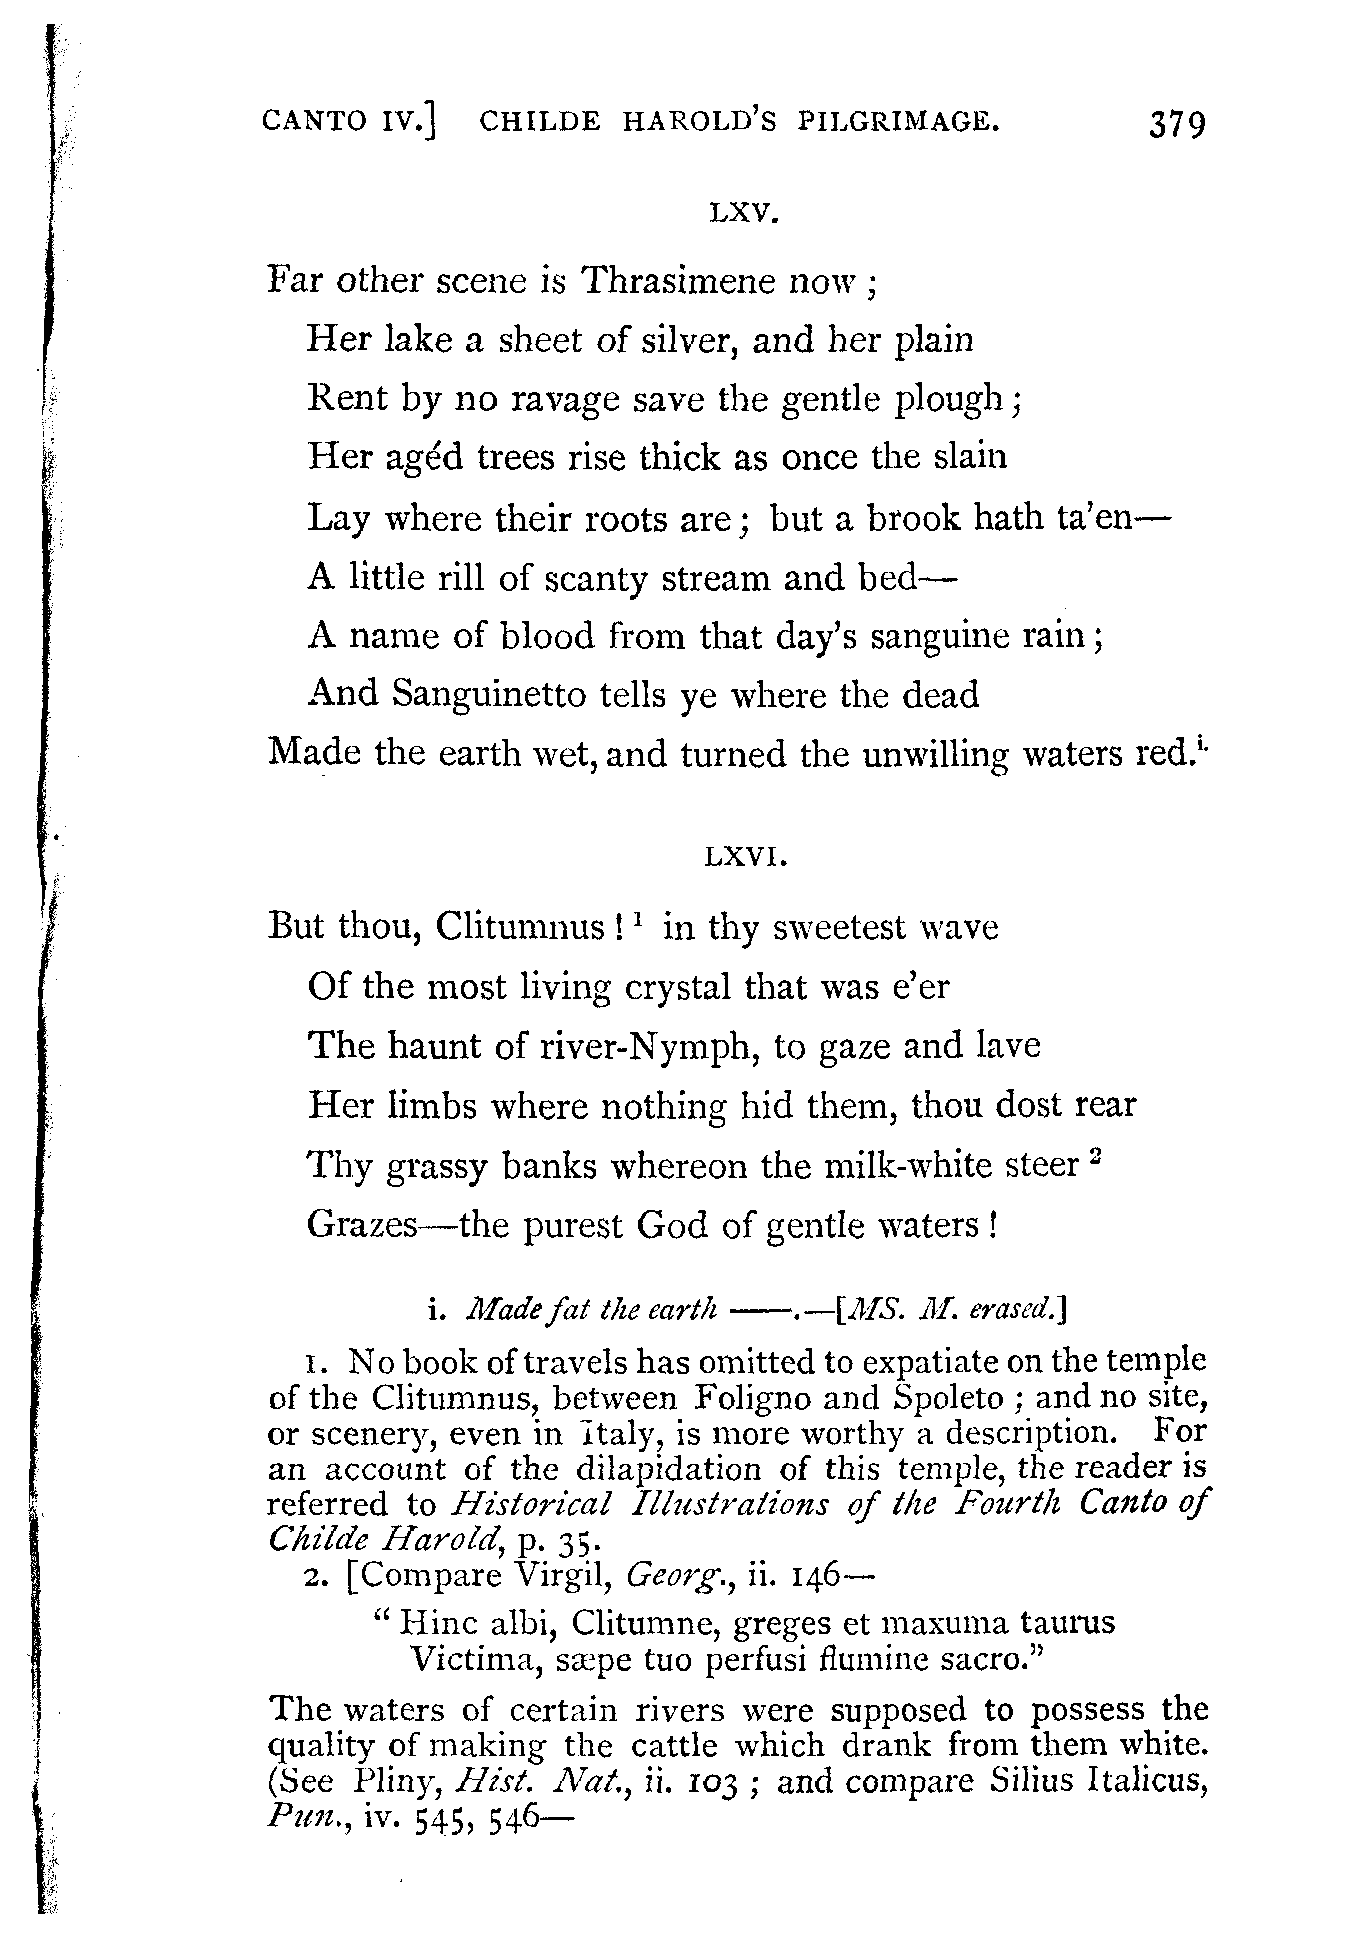 CANTO IV.] CHILDE HAROLD'S PILGRIMAGE. 379
LXV.
Far other scene is Thrasimene now ;
Her lake a sheet of silver, and her plain
Rent by no ravage save the gentle plough ;
Her agéd trees rise thick as once the slain
Lay where their roots are ; but a brook hath ta'en—
A little rill of scanty stream and bed—
A name of blood from that day's sanguine rain ;
And Sanguinetto tells ye where the dead
Made the earth wet, and turned the unwilling waters red.i.
LXVI.
But thou, Clitumnus !1 in thy sweetest wave
Of the most living crystal that was e'er
The haunt of river-Nymph, to gaze and lave
Her limbs where nothing hid them, thou dost rear
Thy grassy banks whereon the milk-white steer 2
Grazes—the purest God of gentle waters !
i. Made fat the earth ——.—[MS. M. erased.]
1. No book of travels has omitted to expatiate on the temple
of the Clitumnus, between Foligno and Spoleto ; and no site,
or scenery, even in Italy, is more worthy a description. For
an account of the dilapidation of this temple, the reader is
referred to Historical Illustrations of the Fourth Canto of
Childe Harold, p. 35.
2. [Compare Virgil, Georg., ii. 146—
“ Hinc albi, Clitumne, greges et maxuma taurus
Victima, sæpe tuo perfusi flumine sacro.”
The waters of certain rivers were supposed to possess the
quality of making the cattle which drank from them white.
(See Pliny, Hist. Nat., ii. 103 ; and compare Silius Italicus,
Pun., iv. 545, 546—